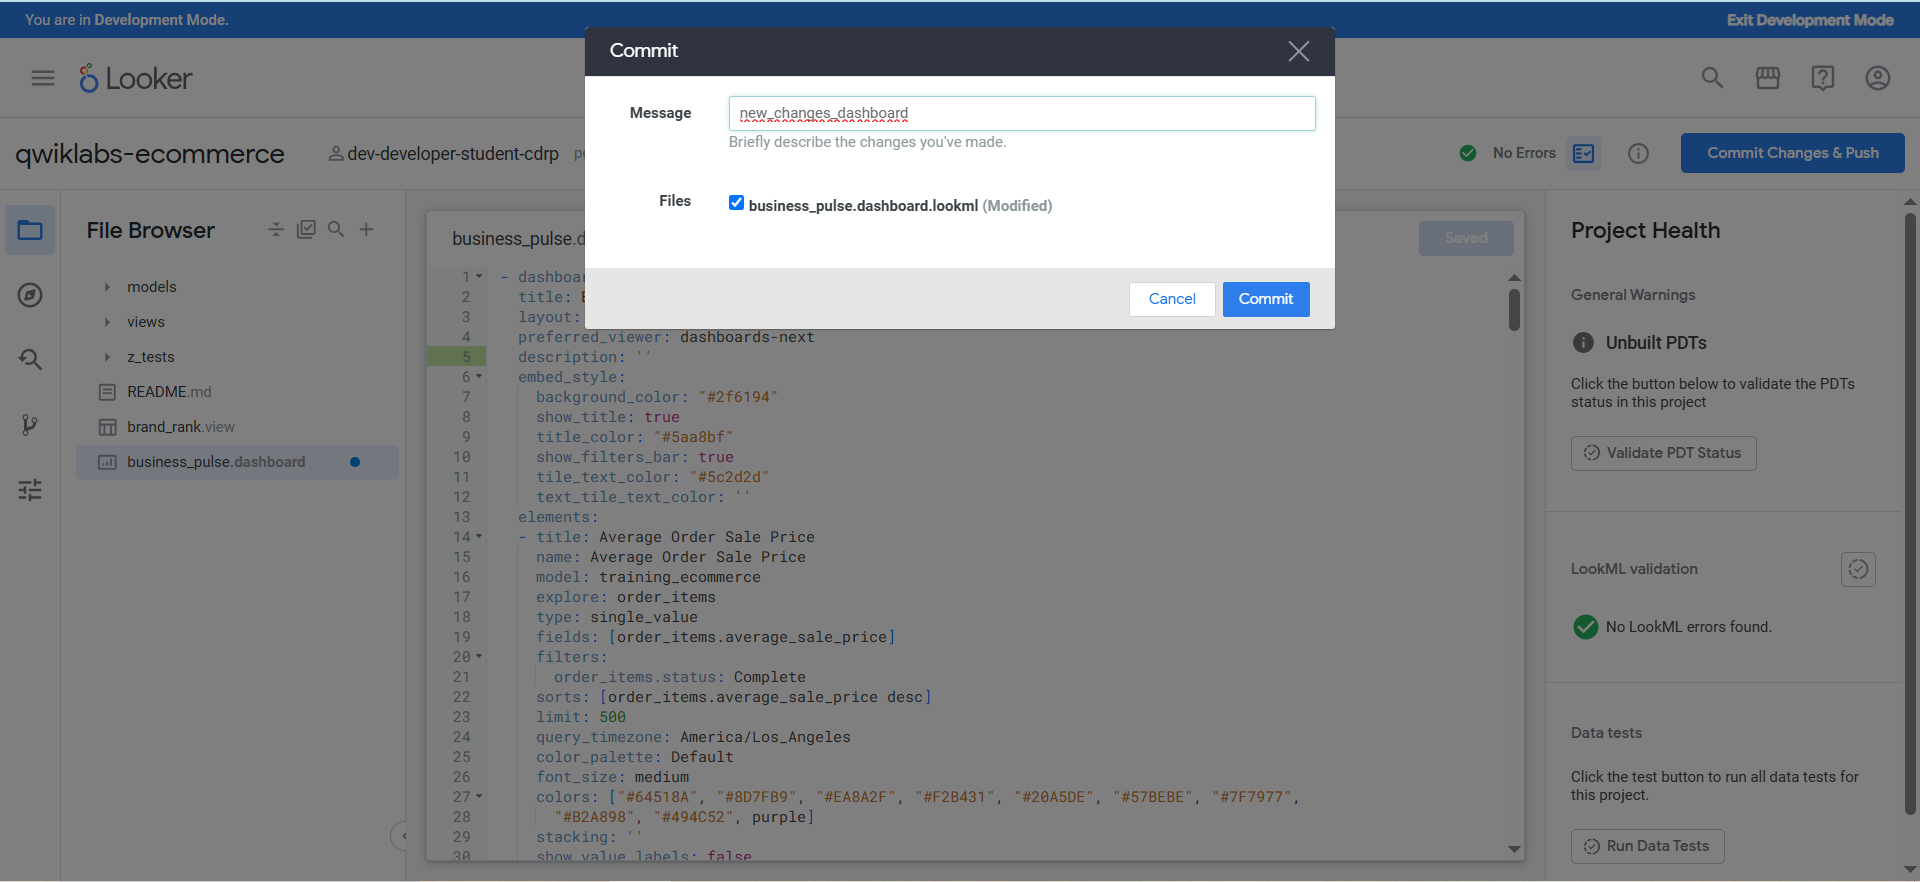 You are in Development Mode.
Exit Development Mode
Commit
Looker
Message
new_changes_dashboard
Briefly describe the changes you've made.
Files
business_pulse.dashboard.lookml (Modified)
Cancel
Commit
qwiklabs-ecommerce
dev-developer-student-cdrp
No Errors
Commit Changes & Push
File Browser
models
views
z_tests
README.md
brand_rank.view
business_pulse.dashboard
business_pulse.d
Saved
1 - dashboa
2 title:
3 layout:
4 preferred_viewer: dashboards-next
5 description: ''
6 embed_style:
7 background_color: "#2f6194"
8 show_title: true
9 title_color: "#5aa8bf"
10 show_filters_bar: true
11 tile_text_color: "#5c2d2d"
12 text_tile_text_color: ''
13 elements:
14 - title: Average Order Sale Price
15 name: Average Order Sale Price
16 model: training_ecommerce
17 explore: order_items
18 type: single_value
19 fields: [order_items.average_sale_price]
20 filters:
21 order_items.status: Complete
22 sorts: [order_items.average_sale_price desc]
23 limit: 500
24 query_timezone: America/Los_Angeles
25 color_palette: Default
26 font_size: medium
27 colors: ["#64518A", "#8D7FB9", "#EA8A2F", "#F2B431", "#20A5DE", "#57BEBE", "#7F7977",
28 "#B2A898", "#494C52", purple]
29 stacking: ''
30 show_value_labels: false
Project Health
General Warnings
Unbuilt PDTs
Click the button below to validate the PDTs
status in this project
Validate PDT Status
LookML validation
No LookML errors found.
Data tests
Click the test button to run all data tests for
this project.
Run Data Tests